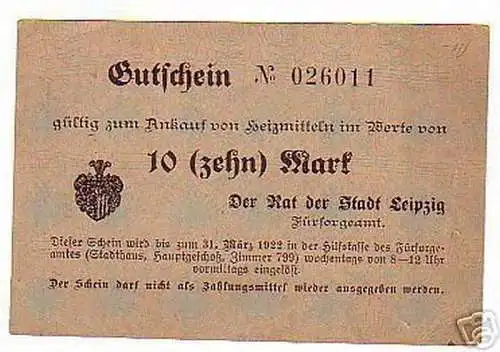 Gutschein № 026011
gültig zum Ankauf von Heizmitteln im Werte von
10 (zehn) Mark
Der Rat der Stadt Leipzig
Fürsorgeamt.
Dieser Schein wird bis zum 31. März 1922 in der Hilfskasse des Fürsorge-
amtes (Stadthaus, Hauptgeschoß, Zimmer 799) wochentags von 8—12 Uhr
vormittags eingelöst.
Der Schein darf nicht als Zahlungsmittel wieder ausgegeben werden.